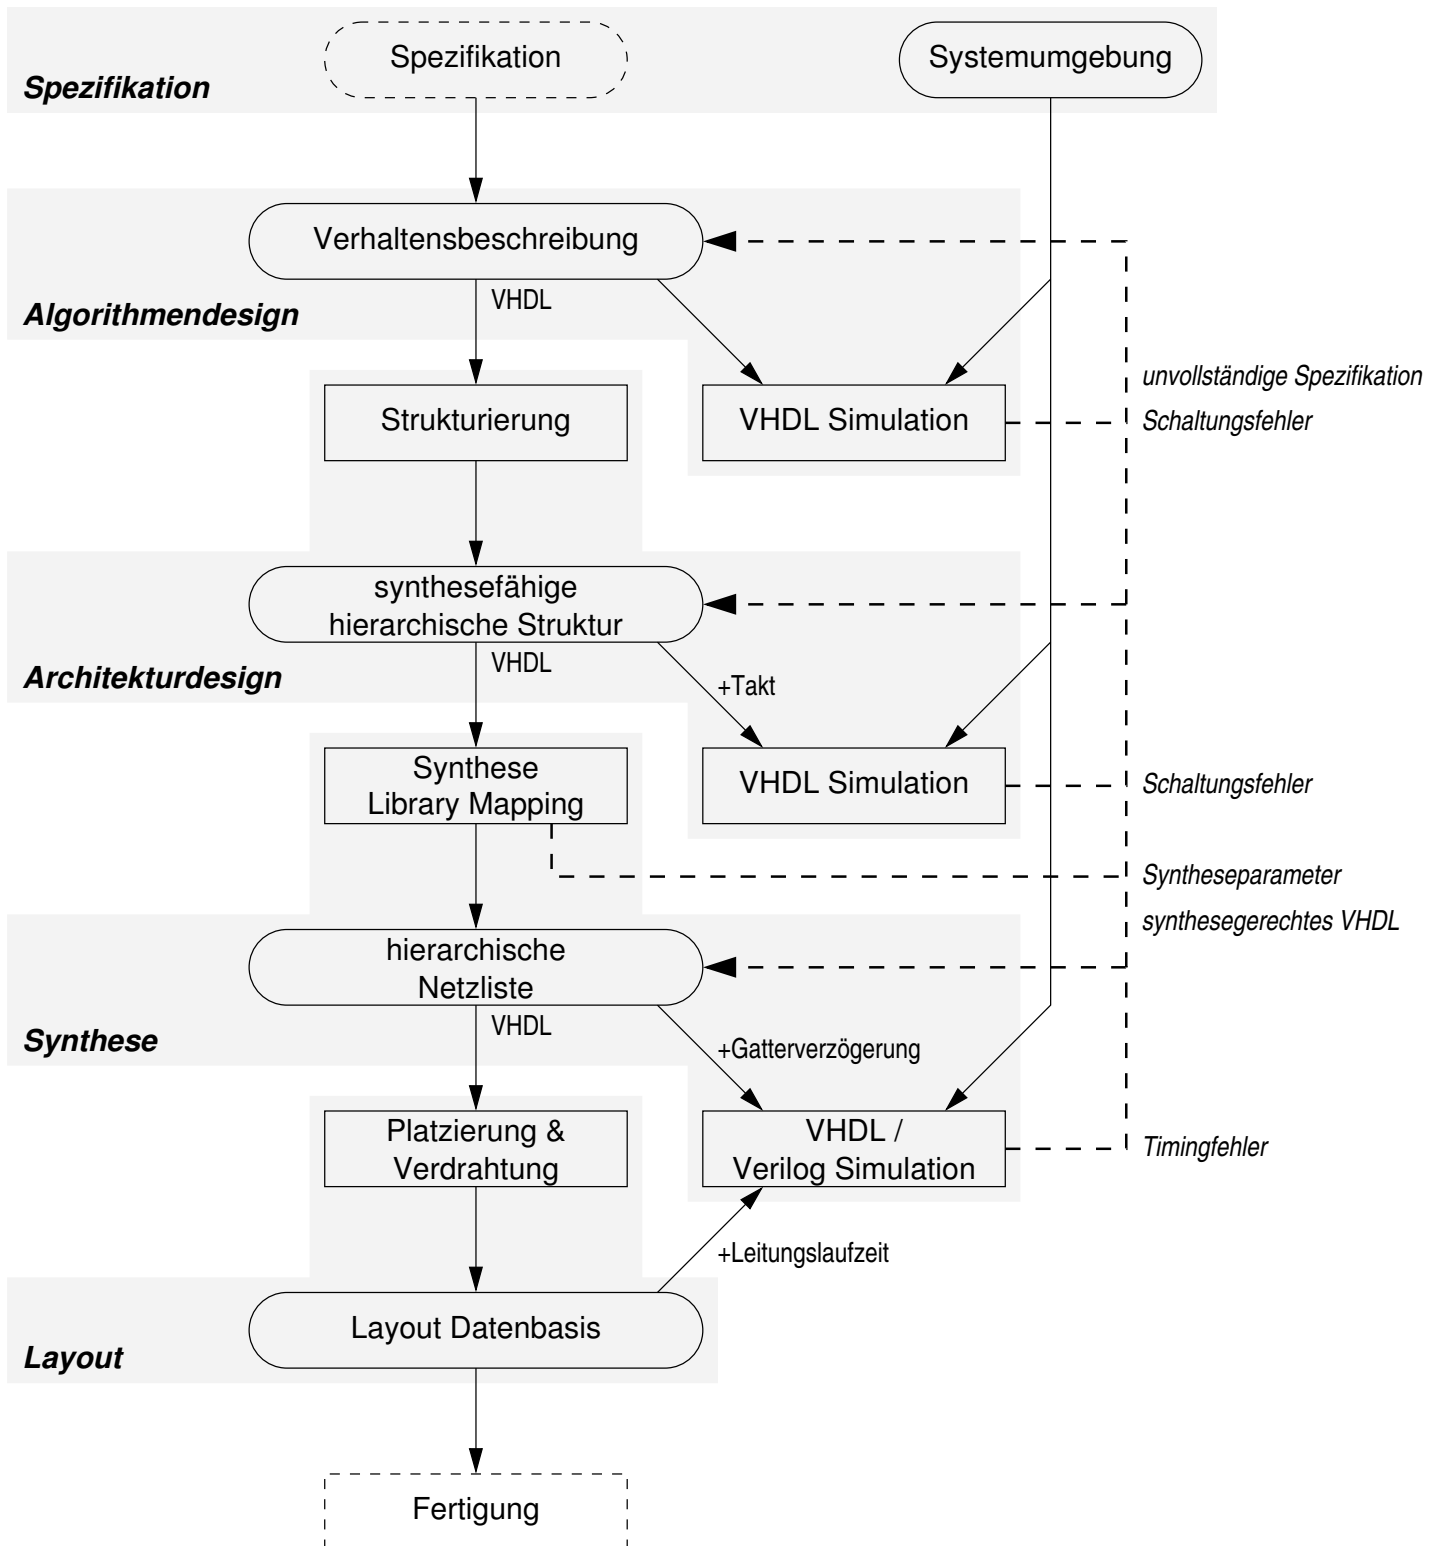 Spezifikation
Systemumgebung
Spezifikation
Verhaltensbeschreibung
VHDL
Algorithmendesign
unvollständige Spezifikation
Strukturierung
VHDL Simulation
Schaltungsfehler
synthesefähige
hierarchische Struktur
VHDL
Architekturdesign
+Takt
Synthese
Library Mapping
VHDL Simulation
Schaltungsfehler
Syntheseparameter
synthesegerechtes VHDL
hierarchische
Netzliste
VHDL
Synthese
+Gatterverzögerung
Platzierung &
Verdrahtung
VHDL /
Verilog Simulation
Timingfehler
+Leitungslaufzeit
Layout Datenbasis
Layout
Fertigung